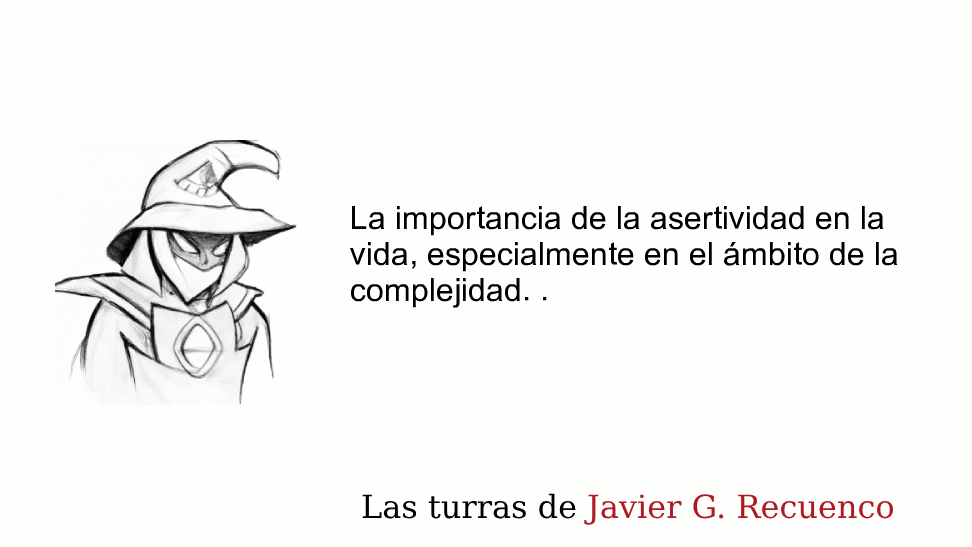 La importancia de la asertividad en la
vida, especialmente en el ámbito de la
complejidad. .
Las turras de Javier G. Recuenco